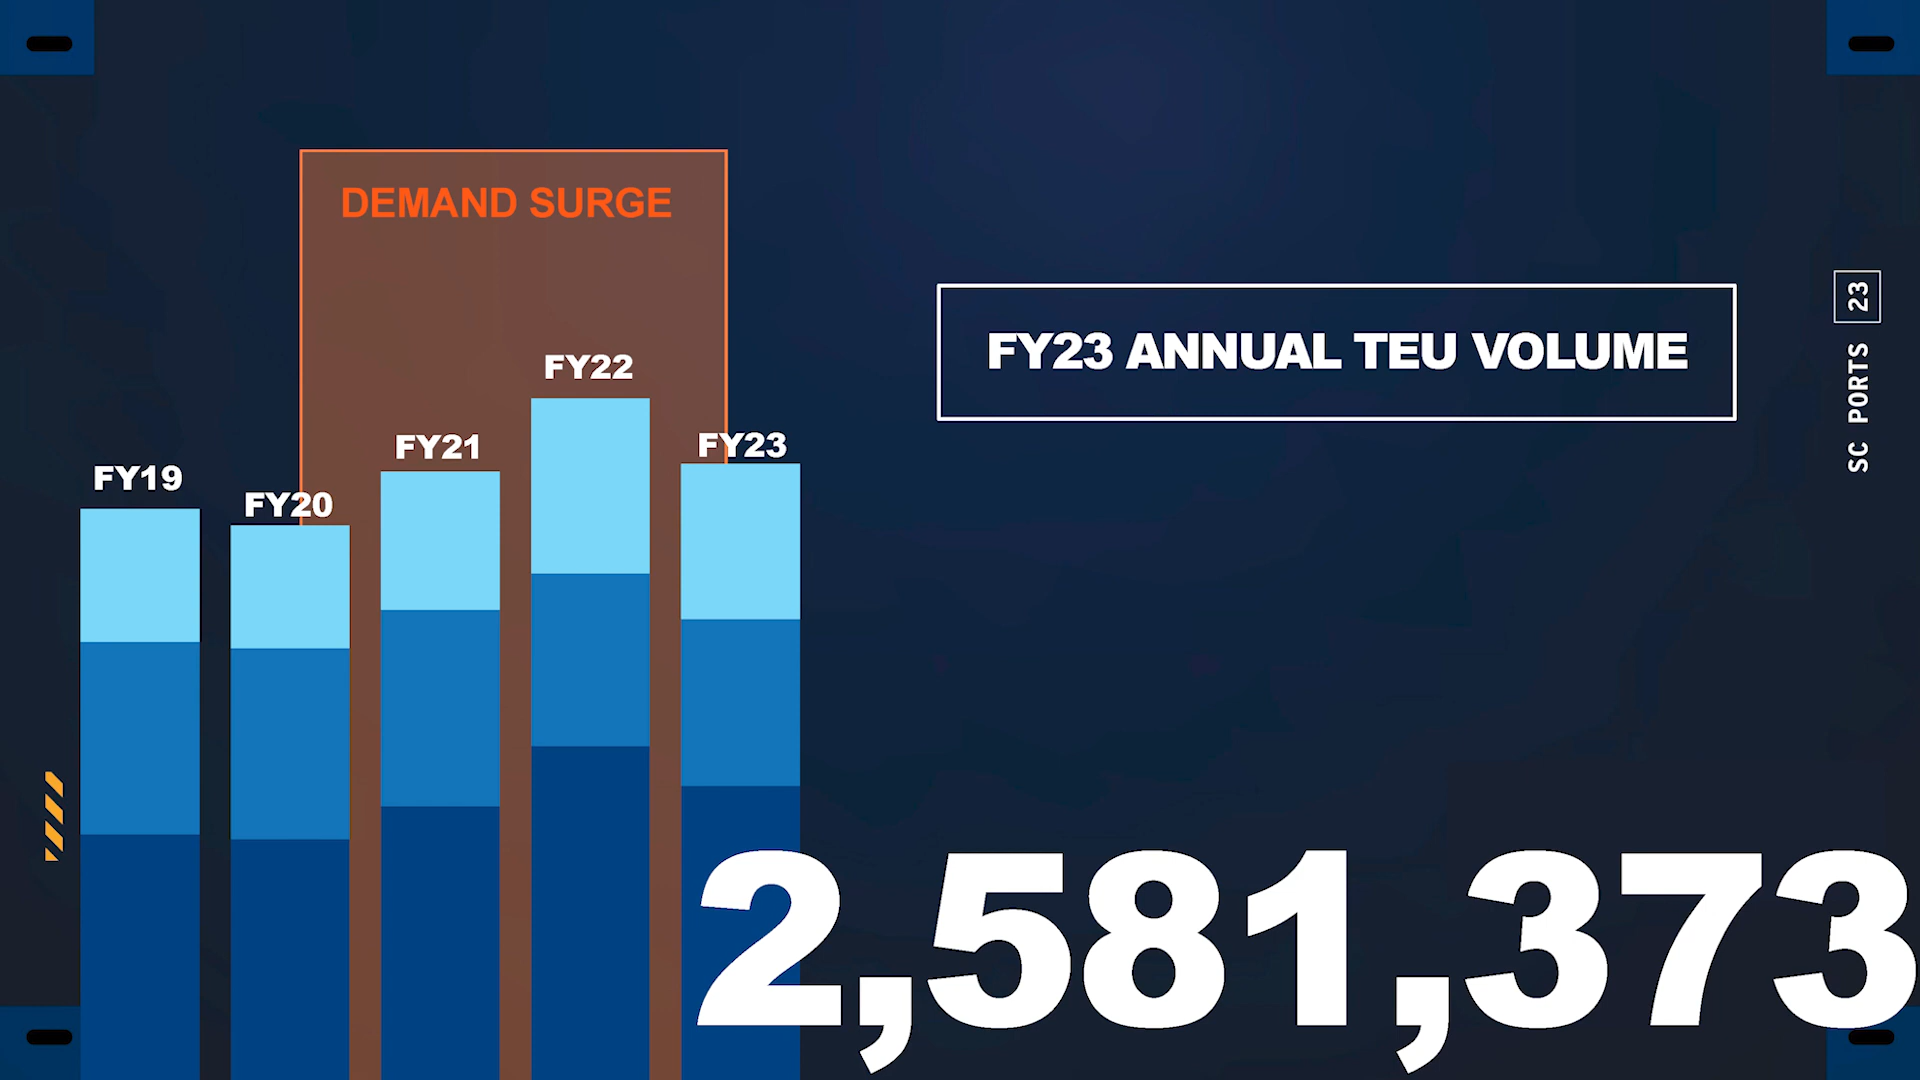 DEMAND SURGE
FY19
FY20
FY21
FY22
FY23
FY23 ANNUAL TEU VOLUME
2,581,373
SC PORTS 23